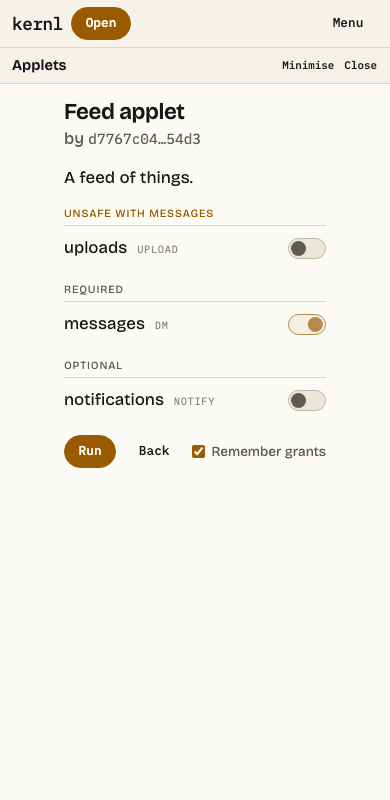 kernl Open Menu
Applets Minimise Close
Feed applet
by d7767c04…54d3
A feed of things.
UNSAFE WITH MESSAGES
uploads UPLOAD
REQUIRED
messages DM
OPTIONAL
notifications NOTIFY
Run Back Remember grants